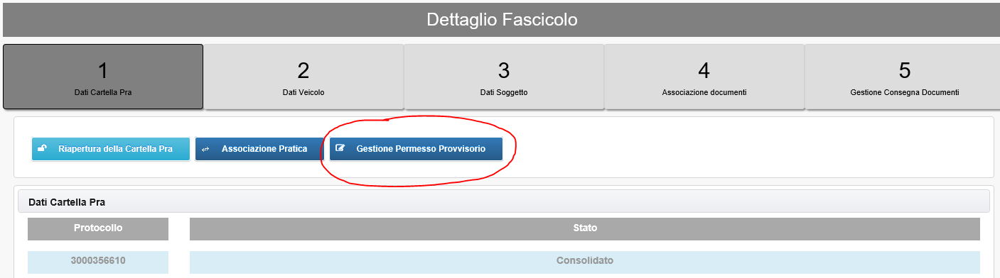 Dettaglio Fascicolo
1
Dati Cartella Pra
2
Dati Veicolo
3
Dati Soggetto
4
Associazione documenti
5
Gestione Consegna Documenti
Riapertura della Cartella Pra
Associazione Pratica
Gestione Permesso Provvisorio
Dati Cartella Pra
Protocollo
Stato
3000356610
Consolidato